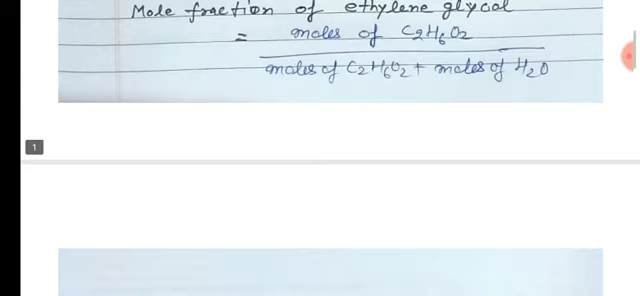 Mole fraction of ethylene glycol
= moles of C2H6O2
moles of C2H6O2 + moles of H2O
1